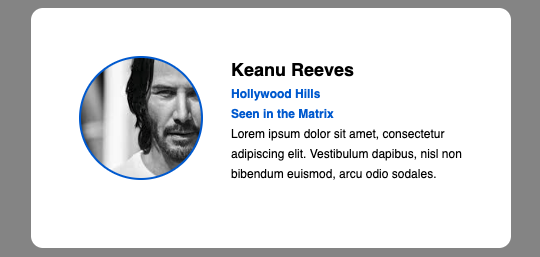 Keanu Reeves
Hollywood Hills
Seen in the Matrix
Lorem ipsum dolor sit amet, consectetur
adipiscing elit. Vestibulum dapibus, nisl non
bibendum euismod, arcu odio sodales.